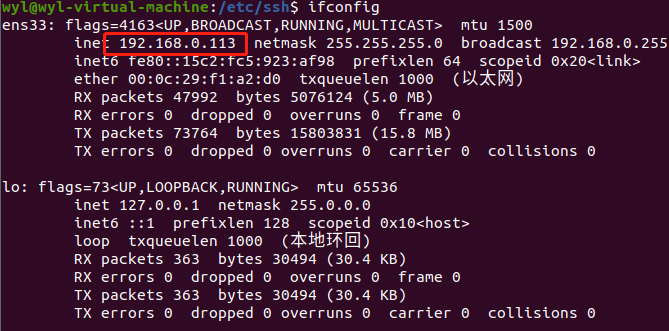 wyl@wyl-virtual-machine:/etc/ssh$ ifconfig
ens33: flags=4163<UP,BROADCAST,RUNNING,MULTICAST>  mtu 1500
        inet 192.168.0.113  netmask 255.255.255.0  broadcast 192.168.0.255
        inet6 fe80::15c2:fc5:923:af98  prefixlen 64  scopeid 0x20<link>
        ether 00:0c:29:f1:a2:d0  txqueuelen 1000  (以太网)
        RX packets 47992  bytes 5076124 (5.0 MB)
        RX errors 0  dropped 0  overruns 0  frame 0
        TX packets 73764  bytes 15803831 (15.8 MB)
        TX errors 0  dropped 0 overruns 0  carrier 0  collisions 0
lo: flags=73<UP,LOOPBACK,RUNNING>  mtu 65536
        inet 127.0.0.1  netmask 255.0.0.0
        inet6 ::1  prefixlen 128  scopeid 0x10<host>
        loop  txqueuelen 1000  (本地环回)
        RX packets 363  bytes 30494 (30.4 KB)
        RX errors 0  dropped 0  overruns 0  frame 0
        TX packets 363  bytes 30494 (30.4 KB)
        TX errors 0  dropped 0 overruns 0  carrier 0  collisions 0